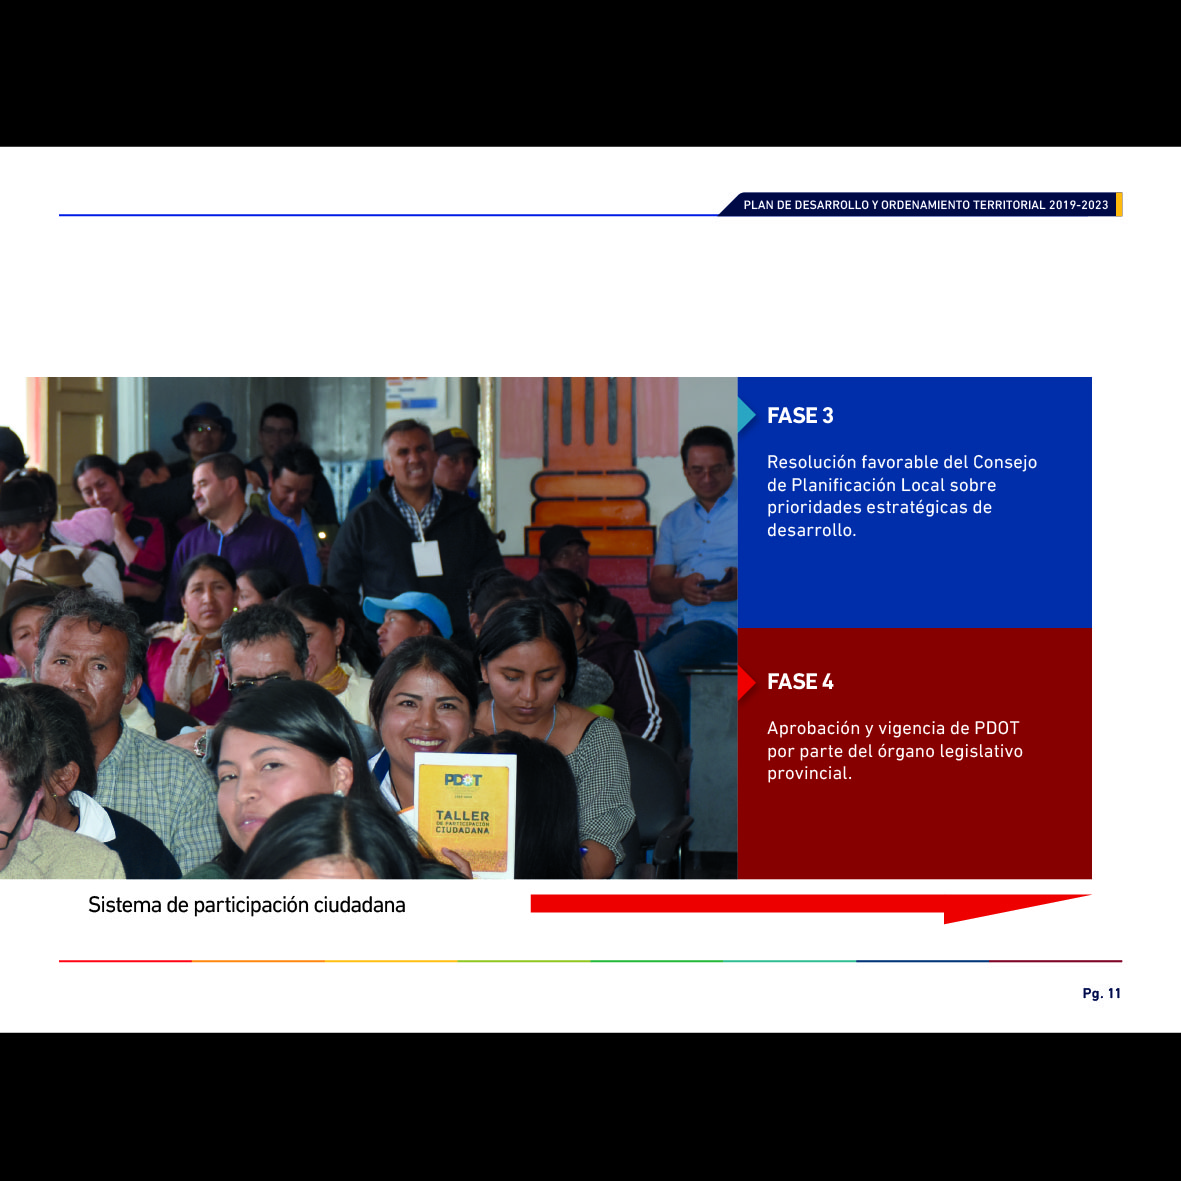 PLAN DE DESARROLLO Y ORDENAMIENTO TERRITORIAL 2019-2023
FASE 3
Resolución favorable del Consejo
de Planificación Local sobre
prioridades estratégicas de
desarrollo.
FASE 4
Aprobación y vigencia de PDOT
por parte del órgano legislativo
provincial.
PDOT
TALLER
DE PARTICIPACIÓN
CIUDADANA
Sistema de participación ciudadana
Pg. 11